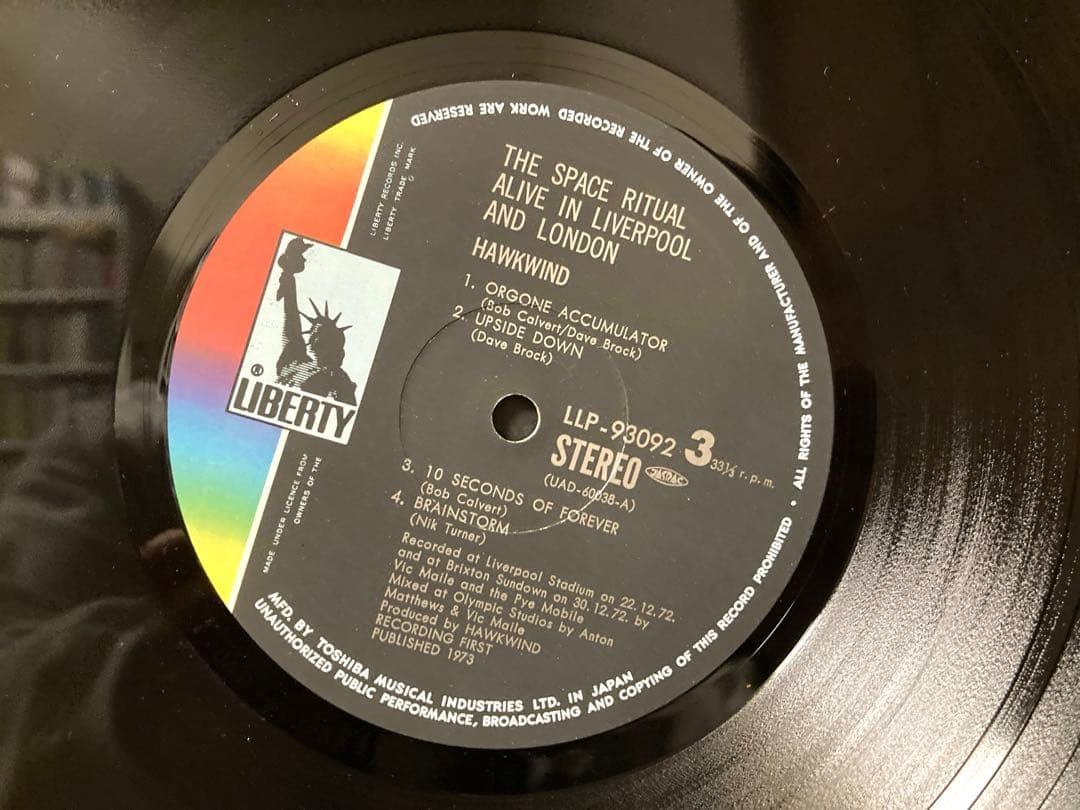 THE SPACE RITUAL
ALIVE IN LIVERPOOL
AND LONDON
HAWKWIND
1. ORGONE ACCUMULATOR
(Bob Calvert/Dave Brock)
2. UPSIDE DOWN
(Dave Brock)
LLP-93092 3
STEREO JASRAC 33⅓ r.p.m.
(UAD-60038-A)
3. 10 SECONDS OF FOREVER
(Bob Calvert)
4. BRAINSTORM
(Nik Turner)
Recorded at Liverpool Stadium on 22.12.72.
and at Brixton Sundown on 30.12.72. by
Vic Maile and the Pye Mobile
Mixed at Olympic Studios by Anton
Matthews & Vic Maile
Produced by HAWKWIND
RECORDING FIRST
PUBLISHED 1973
® LIBERTY
LIBERTY RECORDS INC.
LIBERTY TRADE MARK
MADE UNDER LICENCE FROM
OWNERS OF THE
MFD. BY TOSHIBA MUSICAL INDUSTRIES LTD. IN JAPAN
UNAUTHORIZED PUBLIC PERFORMANCE, BROADCASTING AND COPYING OF THIS RECORD PROHIBITED • ALL RIGHTS OF THE MANUFACTURER AND OF THE OWNER OF THE RECORDED WORK ARE RESERVED